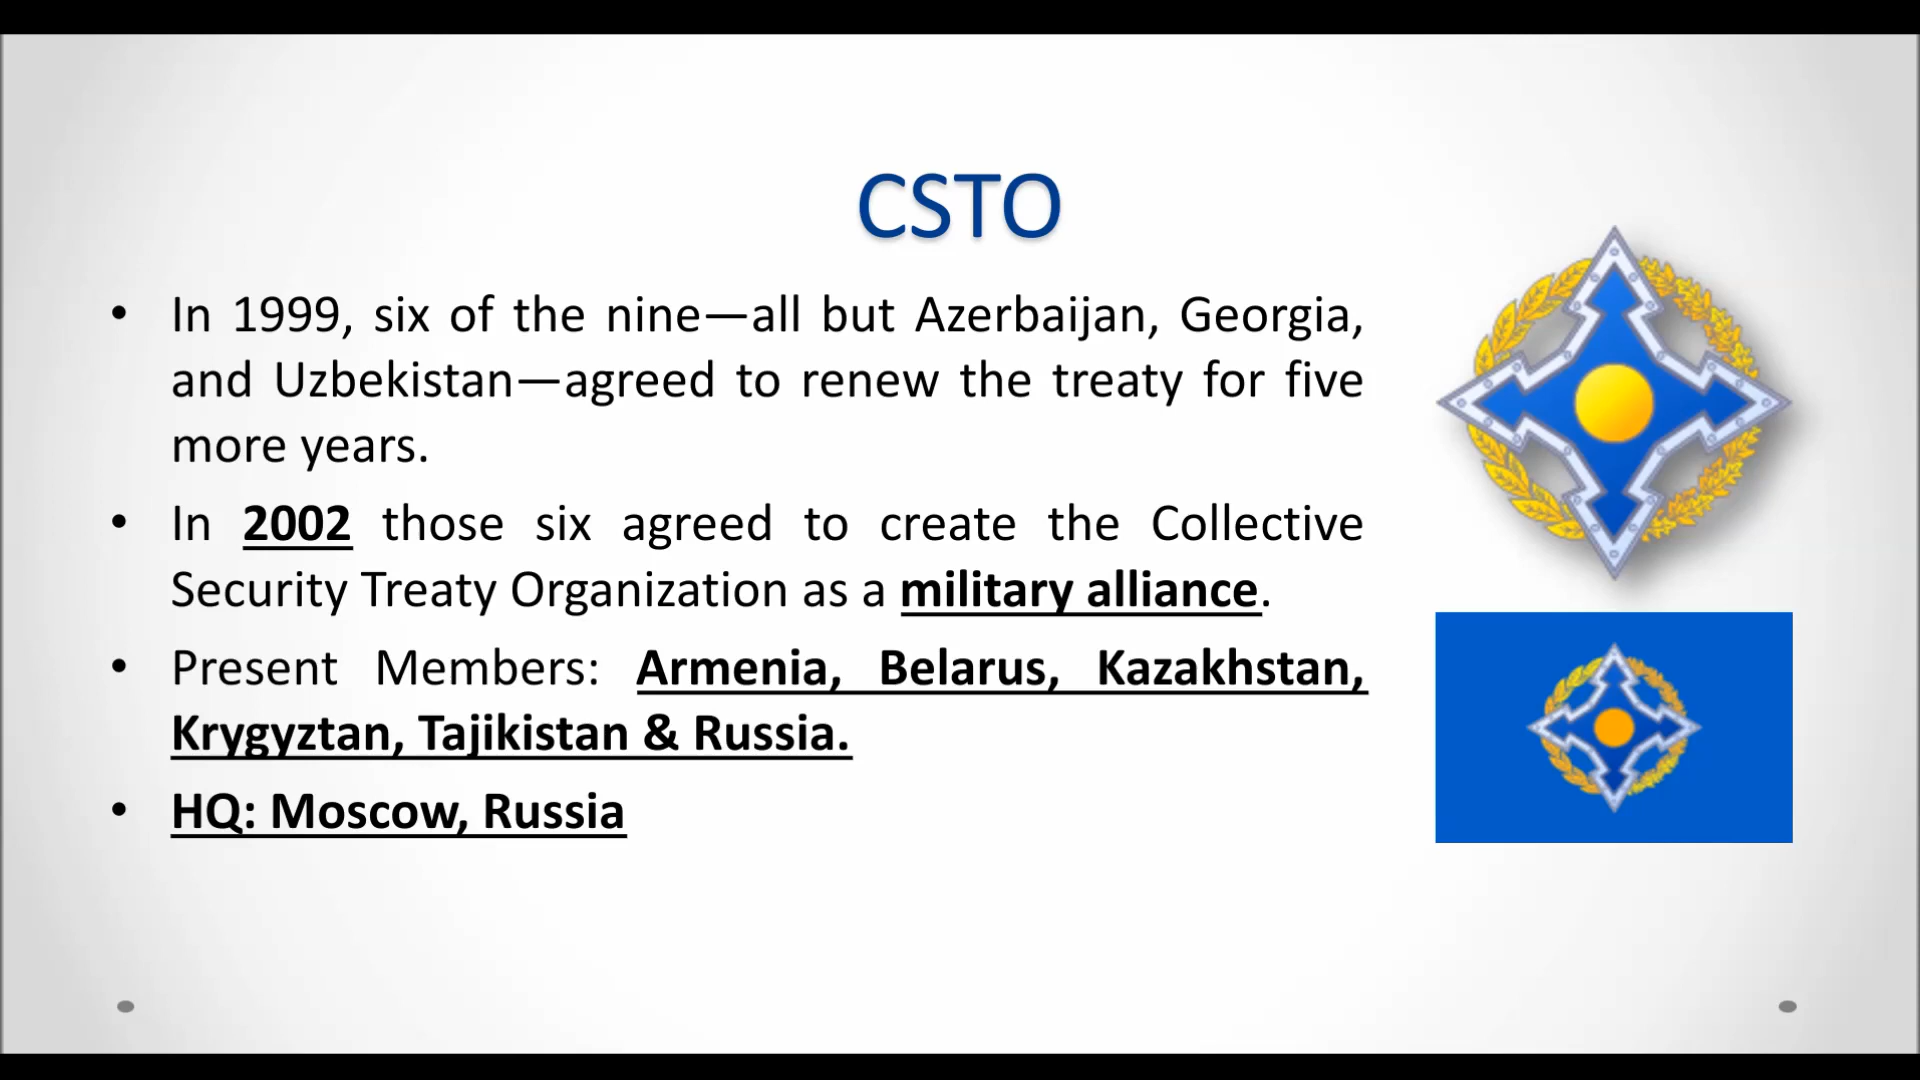 CSTO
• In 1999, six of the nine—all but Azerbaijan, Georgia,
and Uzbekistan—agreed to renew the treaty for five
more years.
• In 2002 those six agreed to create the Collective
Security Treaty Organization as a military alliance.
• Present Members: Armenia, Belarus, Kazakhstan,
Krygyztan, Tajikistan & Russia.
• HQ: Moscow, Russia